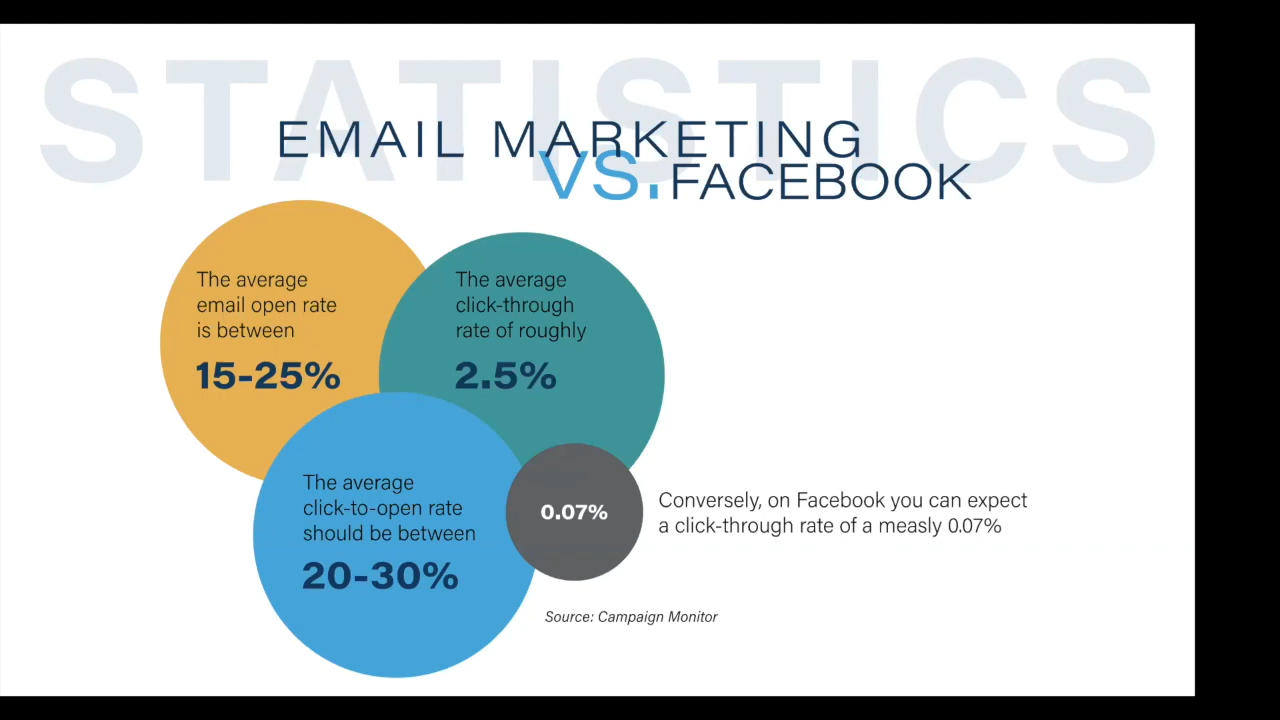 STATISTICS
EMAIL MARKETING
VS. FACEBOOK
The average
email open rate
is between
15-25%
The average
click-through
rate of roughly
2.5%
The average
click-to-open rate
should be between
20-30%
0.07%
Conversely, on Facebook you can expect
a click-through rate of a measly 0.07%
Source: Campaign Monitor